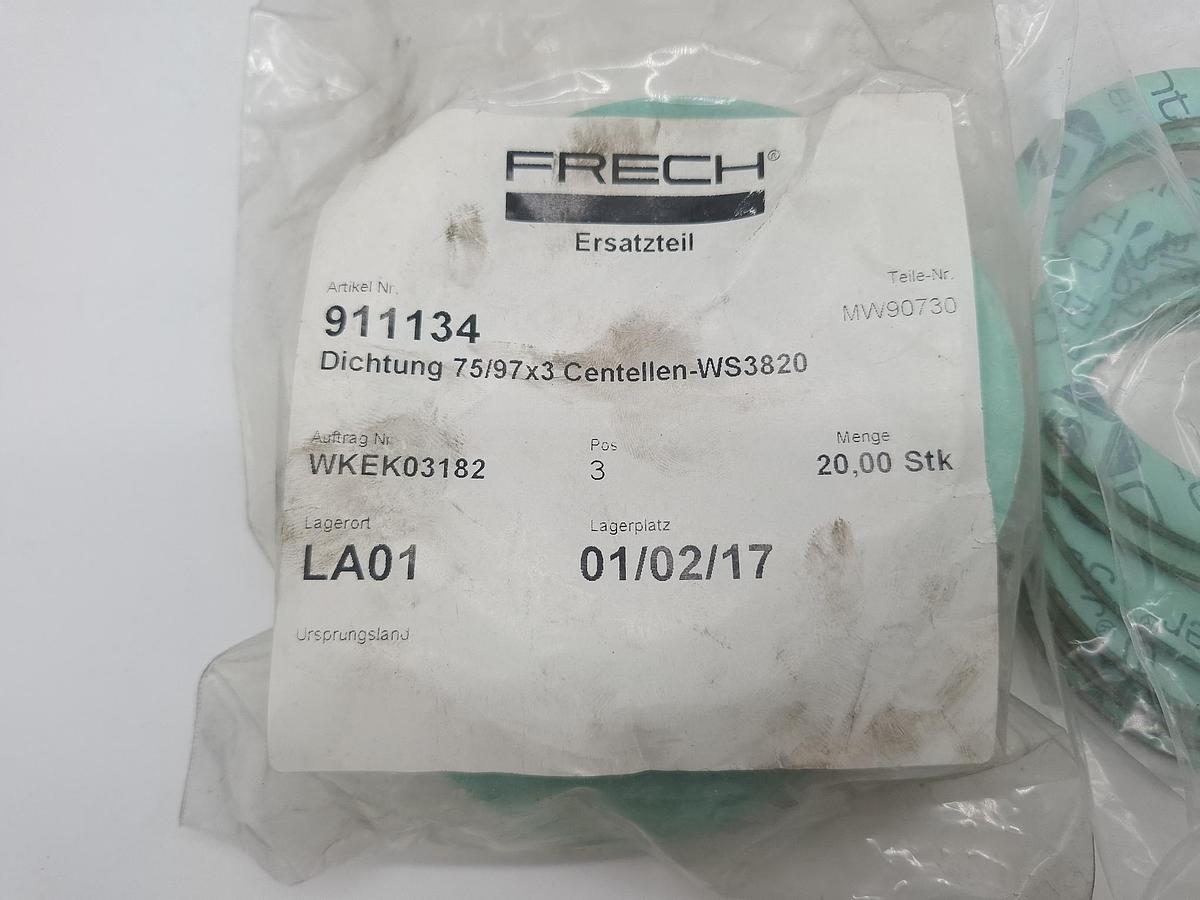 FRECH®
Ersatzteil
Artikel Nr.
Teile-Nr.
911134
MW90730
Dichtung 75/97x3 Centellen-WS3820
Auftrag Nr
Pos
Menge
WKEK03182
3
20,00 Stk
Lagerort
Lagerplatz
LA01
01/02/17
Ursprungsland